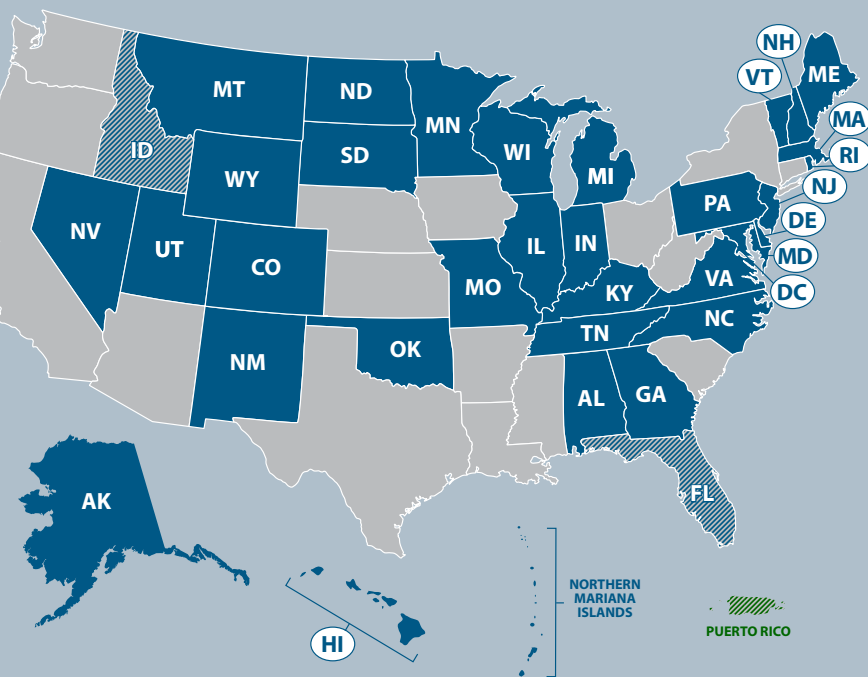 NH
VT
ME
MT
ND
MN
MA
ID
SD
WI
RI
WY
MI
NJ
PA
DE
NV
UT
CO
IL
IN
MD
VA
DC
MO
KY
NC
TN
OK
NM
AL
GA
FL
AK
NORTHERN
MARIANA
ISLANDS
PUERTO RICO
HI